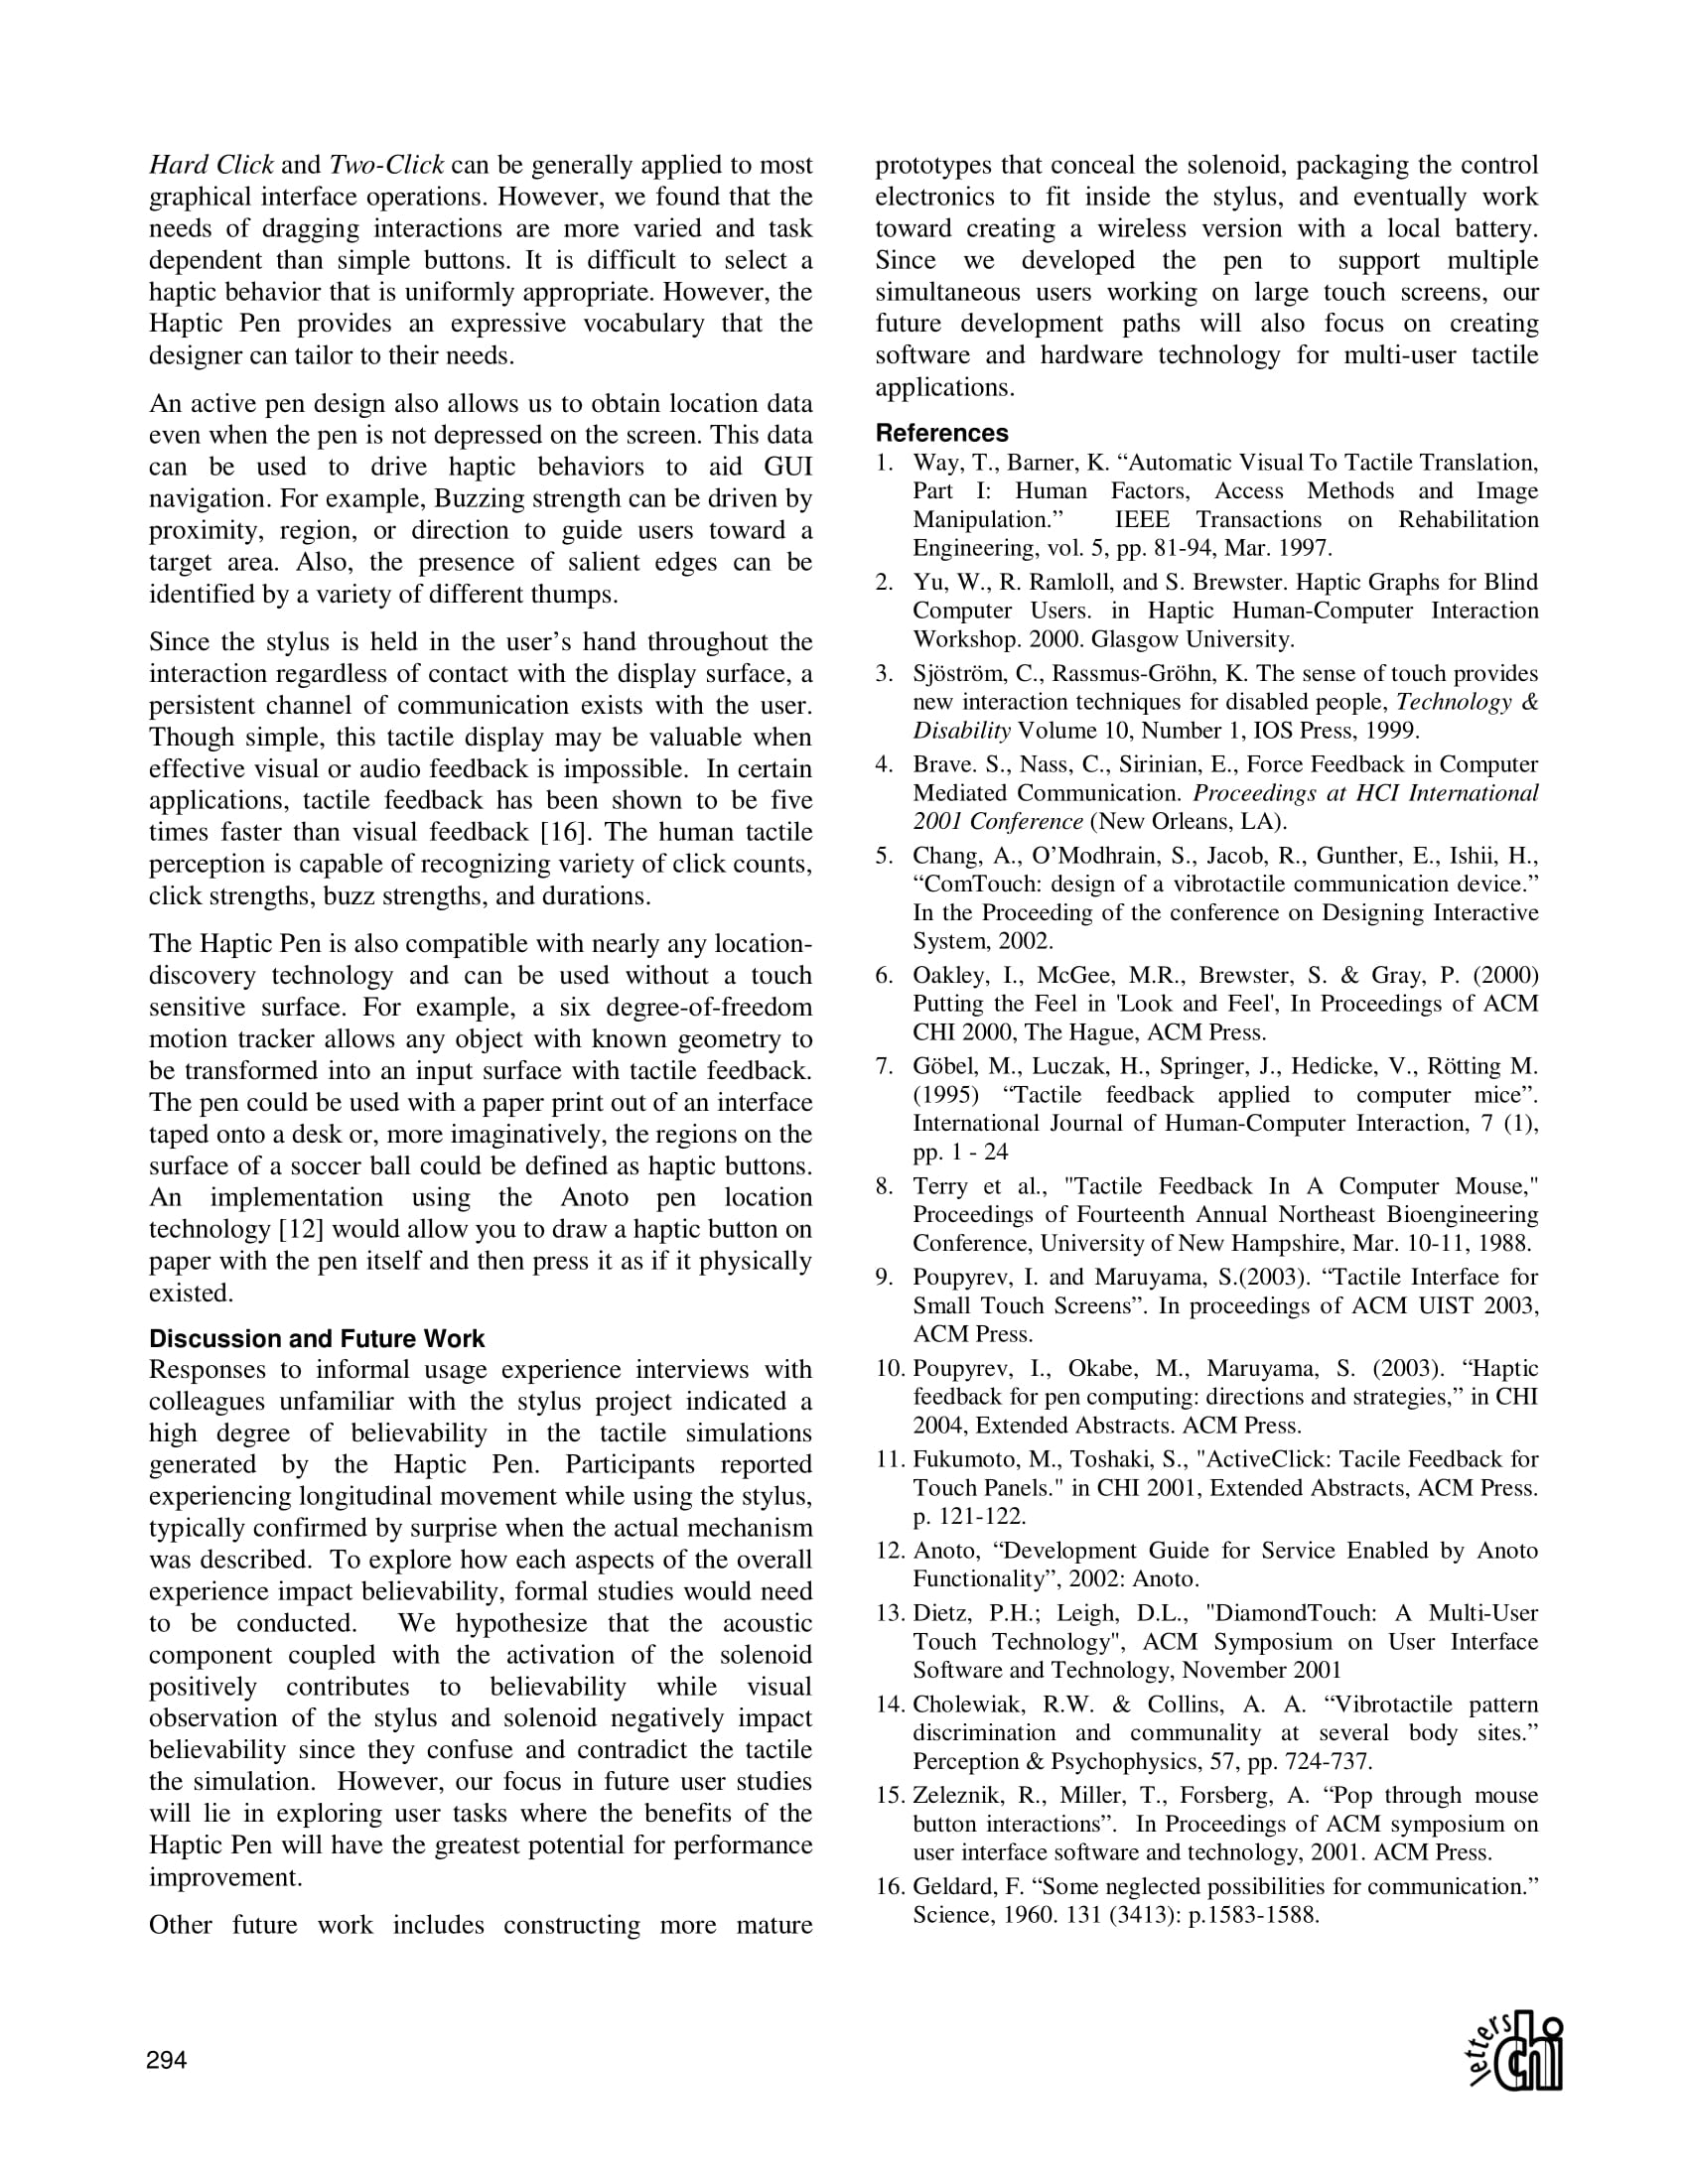 Hard Click and Two-Click can be generally applied to most
graphical interface operations. However, we found that the
needs of dragging interactions are more varied and task
dependent than simple buttons. It is difficult to select a
haptic behavior that is uniformly appropriate. However, the
Haptic Pen provides an expressive vocabulary that the
designer can tailor to their needs.
An active pen design also allows us to obtain location data
even when the pen is not depressed on the screen. This data
can be used to drive haptic behaviors to aid GUI
navigation. For example, Buzzing strength can be driven by
proximity, region, or direction to guide users toward a
target area. Also, the presence of salient edges can be
identified by a variety of different thumps.
Since the stylus is held in the user’s hand throughout the
interaction regardless of contact with the display surface, a
persistent channel of communication exists with the user.
Though simple, this tactile display may be valuable when
effective visual or audio feedback is impossible. In certain
applications, tactile feedback has been shown to be five
times faster than visual feedback [16]. The human tactile
perception is capable of recognizing variety of click counts,
click strengths, buzz strengths, and durations.
The Haptic Pen is also compatible with nearly any location-
discovery technology and can be used without a touch
sensitive surface. For example, a six degree-of-freedom
motion tracker allows any object with known geometry to
be transformed into an input surface with tactile feedback.
The pen could be used with a paper print out of an interface
taped onto a desk or, more imaginatively, the regions on the
surface of a soccer ball could be defined as haptic buttons.
An implementation using the Anoto pen location
technology [12] would allow you to draw a haptic button on
paper with the pen itself and then press it as if it physically
existed.
Discussion and Future Work
Responses to informal usage experience interviews with
colleagues unfamiliar with the stylus project indicated a
high degree of believability in the tactile simulations
generated by the Haptic Pen. Participants reported
experiencing longitudinal movement while using the stylus,
typically confirmed by surprise when the actual mechanism
was described. To explore how each aspects of the overall
experience impact believability, formal studies would need
to be conducted. We hypothesize that the acoustic
component coupled with the activation of the solenoid
positively contributes to believability while visual
observation of the stylus and solenoid negatively impact
believability since they confuse and contradict the tactile
the simulation. However, our focus in future user studies
will lie in exploring user tasks where the benefits of the
Haptic Pen will have the greatest potential for performance
improvement.
Other future work includes constructing more mature
prototypes that conceal the solenoid, packaging the control
electronics to fit inside the stylus, and eventually work
toward creating a wireless version with a local battery.
Since we developed the pen to support multiple
simultaneous users working on large touch screens, our
future development paths will also focus on creating
software and hardware technology for multi-user tactile
applications.
References
1. Way, T., Barner, K. “Automatic Visual To Tactile Translation,
Part I: Human Factors, Access Methods and Image
Manipulation.” IEEE Transactions on Rehabilitation
Engineering, vol. 5, pp. 81-94, Mar. 1997.
2. Yu, W., R. Ramloll, and S. Brewster. Haptic Graphs for Blind
Computer Users. in Haptic Human-Computer Interaction
Workshop. 2000. Glasgow University.
3. Sjöström, C., Rassmus-Gröhn, K. The sense of touch provides
new interaction techniques for disabled people, Technology &
Disability Volume 10, Number 1, IOS Press, 1999.
4. Brave. S., Nass, C., Sirinian, E., Force Feedback in Computer
Mediated Communication. Proceedings at HCI International
2001 Conference (New Orleans, LA).
5. Chang, A., O’Modhrain, S., Jacob, R., Gunther, E., Ishii, H.,
“ComTouch: design of a vibrotactile communication device.”
In the Proceeding of the conference on Designing Interactive
System, 2002.
6. Oakley, I., McGee, M.R., Brewster, S. & Gray, P. (2000)
Putting the Feel in 'Look and Feel', In Proceedings of ACM
CHI 2000, The Hague, ACM Press.
7. Göbel, M., Luczak, H., Springer, J., Hedicke, V., Rötting M.
(1995) “Tactile feedback applied to computer mice”.
International Journal of Human-Computer Interaction, 7 (1),
pp. 1 - 24
8. Terry et al., "Tactile Feedback In A Computer Mouse,"
Proceedings of Fourteenth Annual Northeast Bioengineering
Conference, University of New Hampshire, Mar. 10-11, 1988.
9. Poupyrev, I. and Maruyama, S.(2003). “Tactile Interface for
Small Touch Screens”. In proceedings of ACM UIST 2003,
ACM Press.
10. Poupyrev, I., Okabe, M., Maruyama, S. (2003). “Haptic
feedback for pen computing: directions and strategies,” in CHI
2004, Extended Abstracts. ACM Press.
11. Fukumoto, M., Toshaki, S., "ActiveClick: Tacile Feedback for
Touch Panels." in CHI 2001, Extended Abstracts, ACM Press.
p. 121-122.
12. Anoto, “Development Guide for Service Enabled by Anoto
Functionality”, 2002: Anoto.
13. Dietz, P.H.; Leigh, D.L., "DiamondTouch: A Multi-User
Touch Technology", ACM Symposium on User Interface
Software and Technology, November 2001
14. Cholewiak, R.W. & Collins, A. A. “Vibrotactile pattern
discrimination and communality at several body sites.”
Perception & Psychophysics, 57, pp. 724-737.
15. Zeleznik, R., Miller, T., Forsberg, A. “Pop through mouse
button interactions”. In Proceedings of ACM symposium on
user interface software and technology, 2001. ACM Press.
16. Geldard, F. “Some neglected possibilities for communication.”
Science, 1960. 131 (3413): p.1583-1588.
294
letters chi